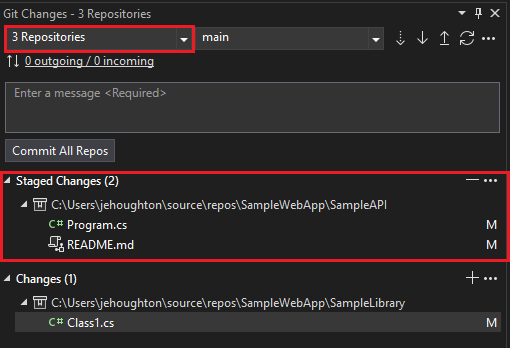 Git Changes - 3 Repositories
3 Repositories main
0 outgoing / 0 incoming
Enter a message <Required>
Commit All Repos
Staged Changes (2)
C:\Users\jehoughton\source\repos\SampleWebApp\SampleAPI
C# Program.cs M
README.md M
Changes (1)
C:\Users\jehoughton\source\repos\SampleWebApp\SampleLibrary
C# Class1.cs M